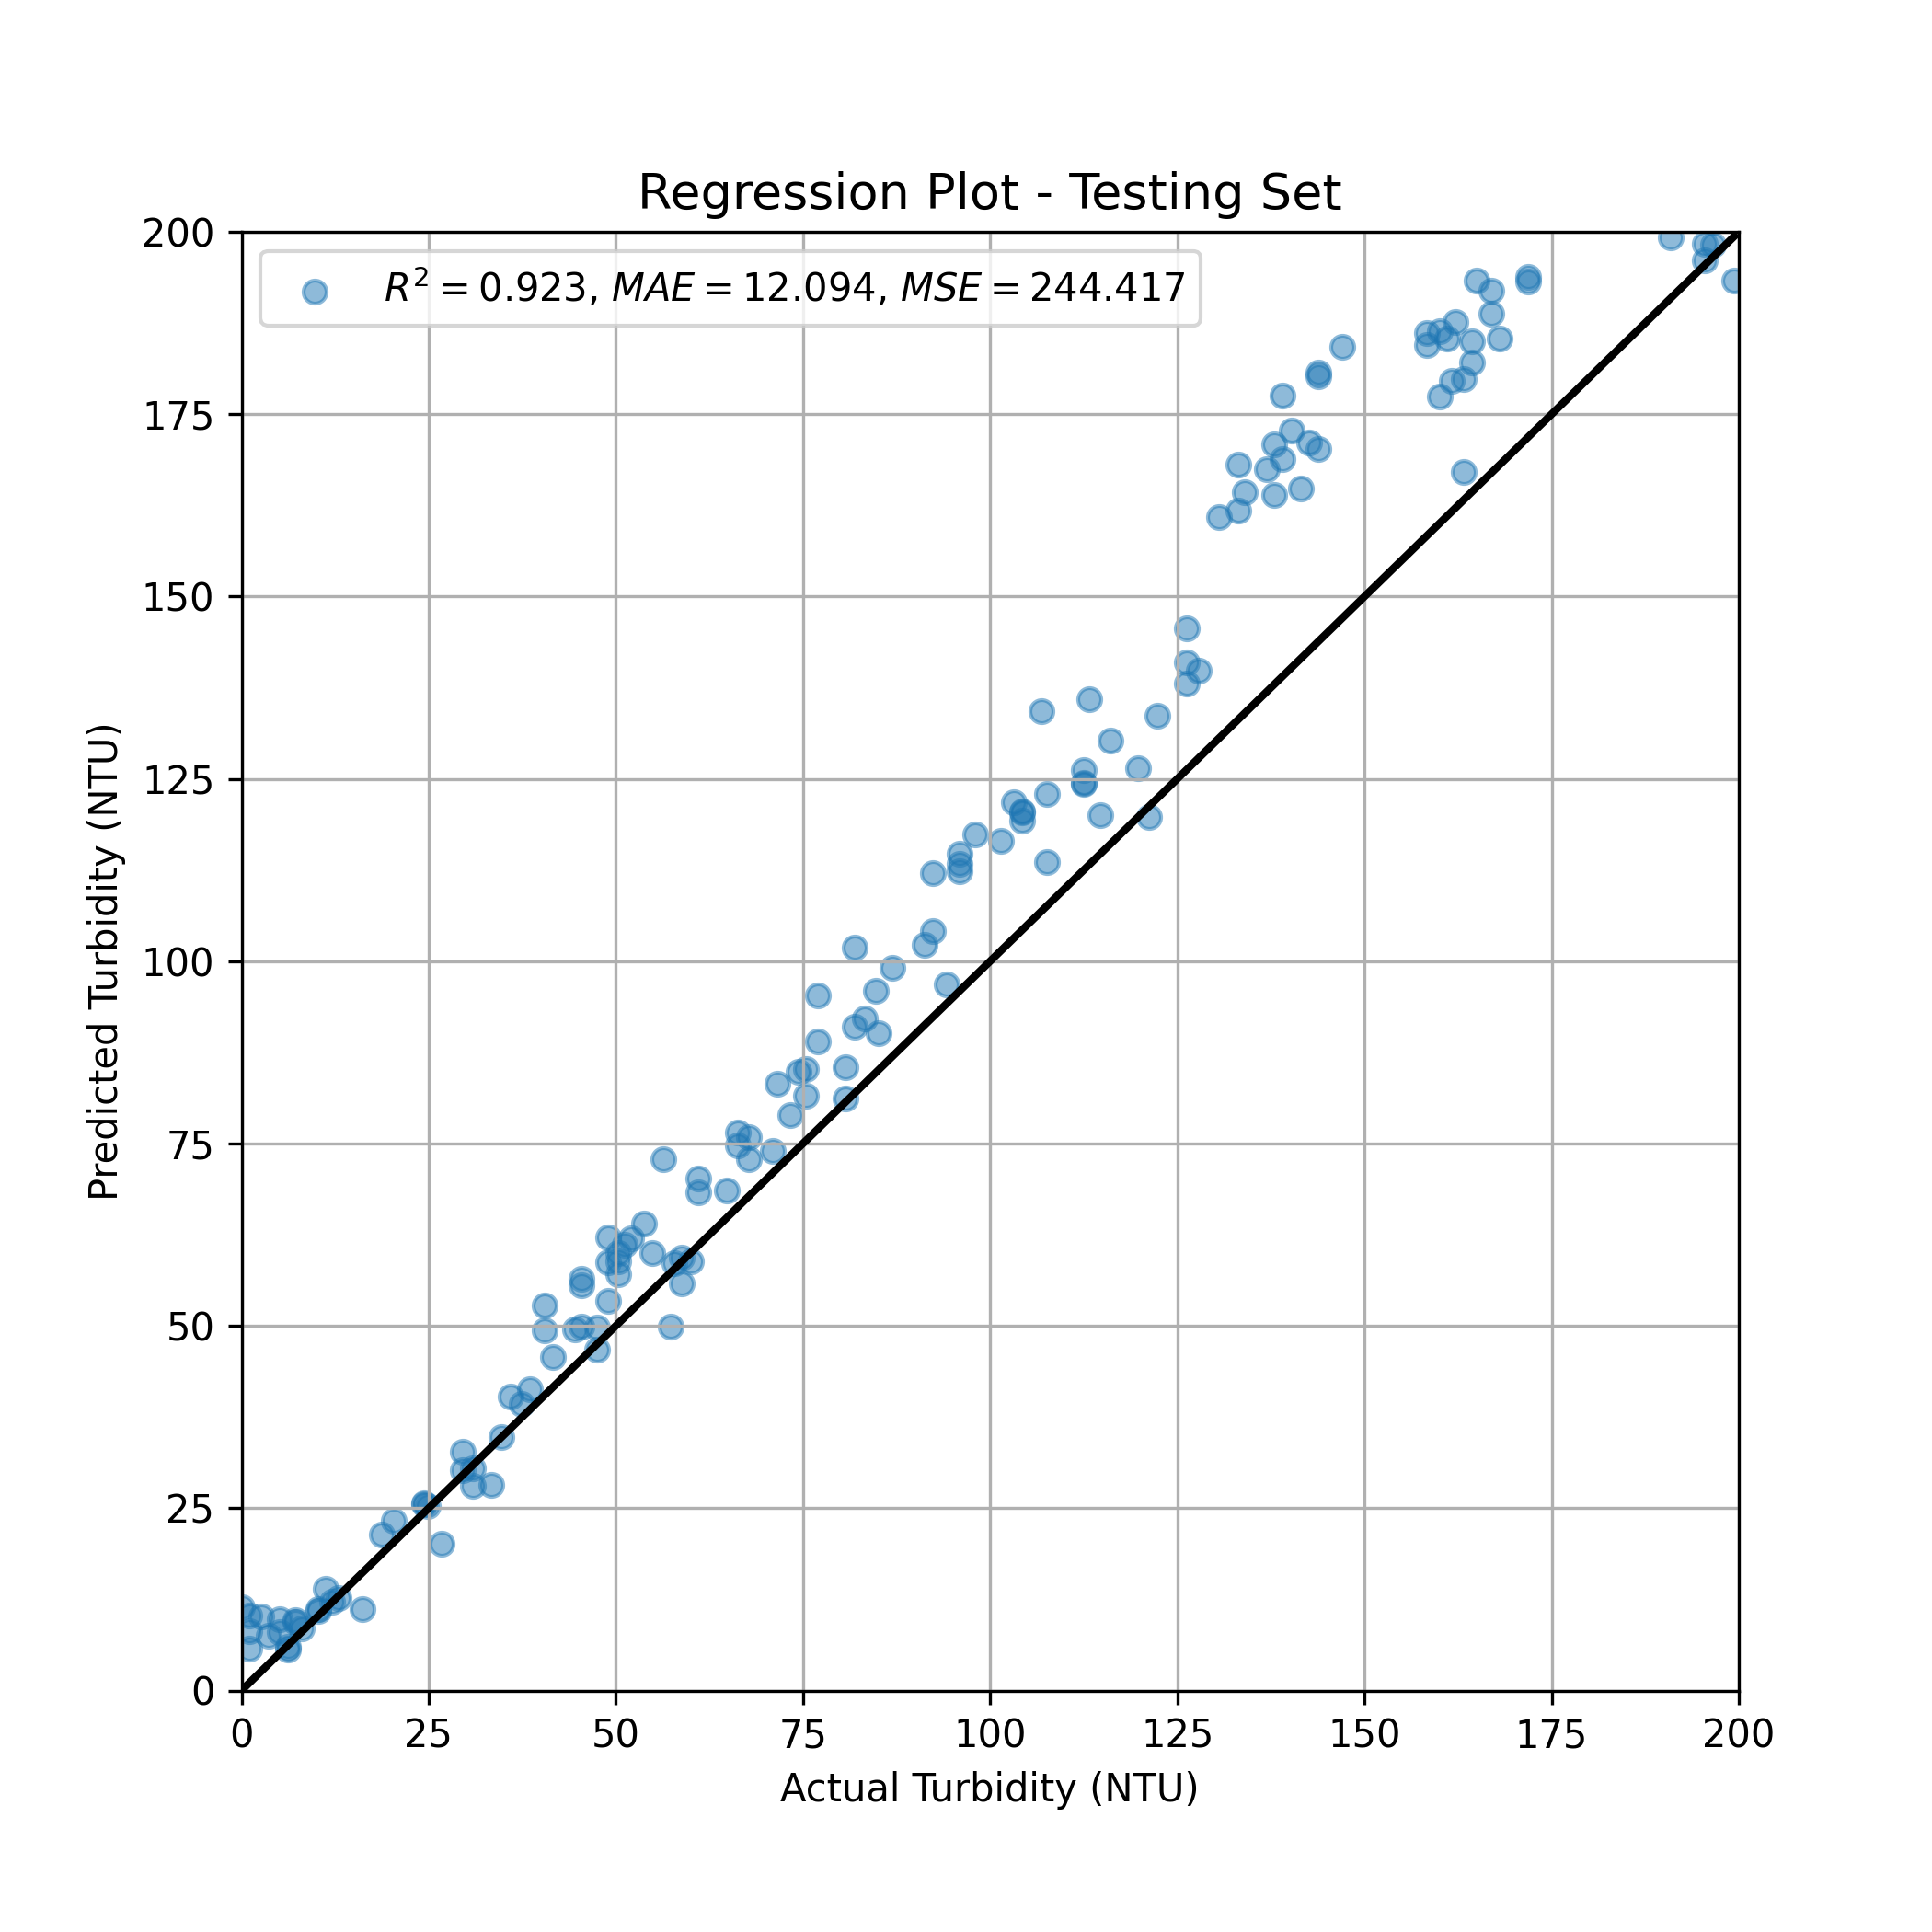 Regression Plot - Testing Set
R² = 0.923, MAE = 12.094, MSE = 244.417
200
175
150
125
100
75
50
25
0
Predicted Turbidity (NTU)
0 25 50 75 100 125 150 175 200
Actual Turbidity (NTU)